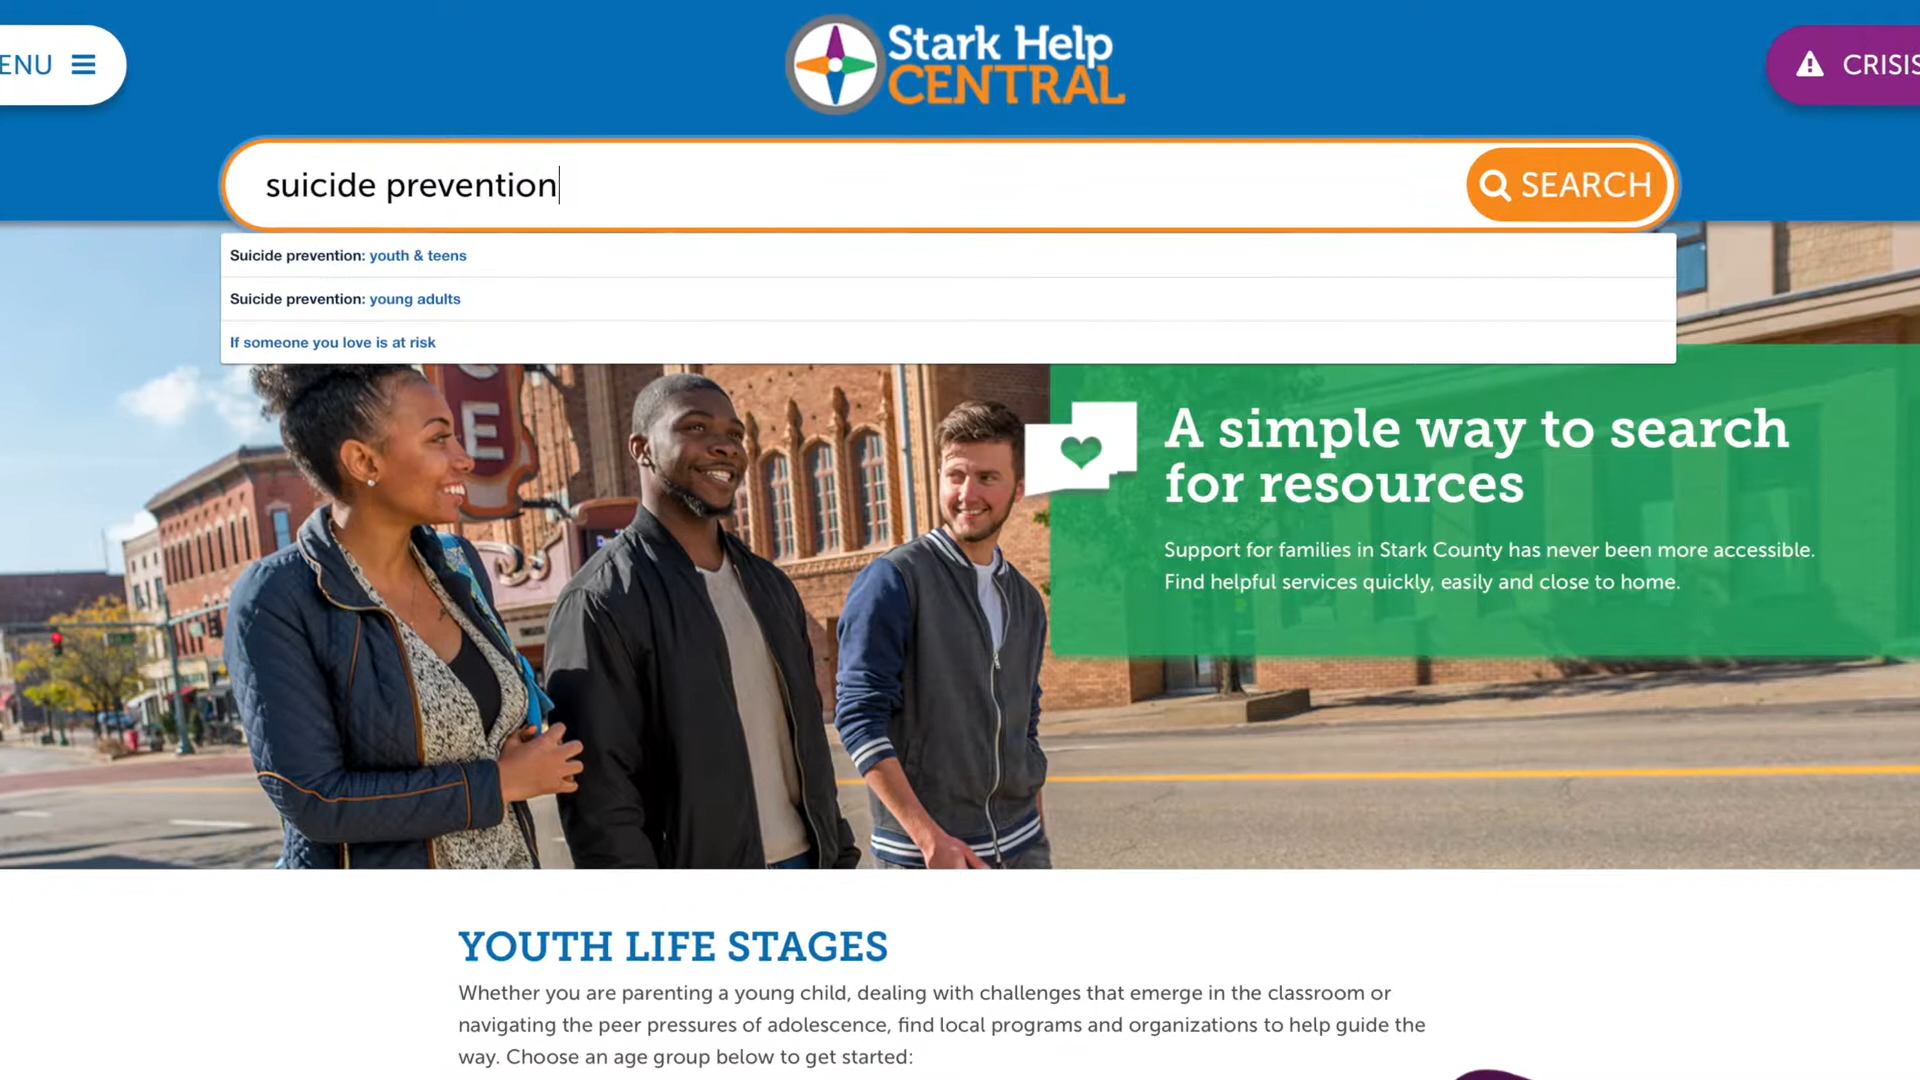 ENU
Stark Help
CENTRAL
CRISIS
suicide prevention
SEARCH
Suicide prevention: youth & teens
Suicide prevention: young adults
If someone you love is at risk
E
A simple way to search
for resources
Support for families in Stark County has never been more accessible.
Find helpful services quickly, easily and close to home.
YOUTH LIFE STAGES
Whether you are parenting a young child, dealing with challenges that emerge in the classroom or
navigating the peer pressures of adolescence, find local programs and organizations to help guide the
way. Choose an age group below to get started: